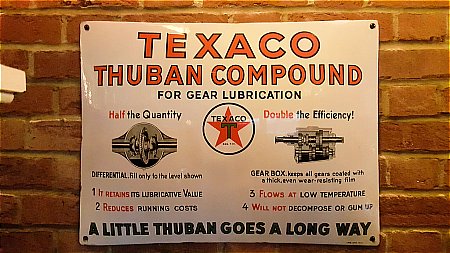 TEXACO
THUBAN COMPOUND
FOR GEAR LUBRICATION
Half the Quantity
Double the Efficiency!
TEXACO
T
DIFFERENTIAL, fill only to the level shown
GEAR BOX, keeps all gears coated with
a thick, even wear-resisting film
1 IT RETAINS ITS LUBRICATIVE VALUE
3 FLOWS AT LOW TEMPERATURE
2 REDUCES RUNNING COSTS
4 WILL NOT DECOMPOSE OR GUM UP
A LITTLE THUBAN GOES A LONG WAY